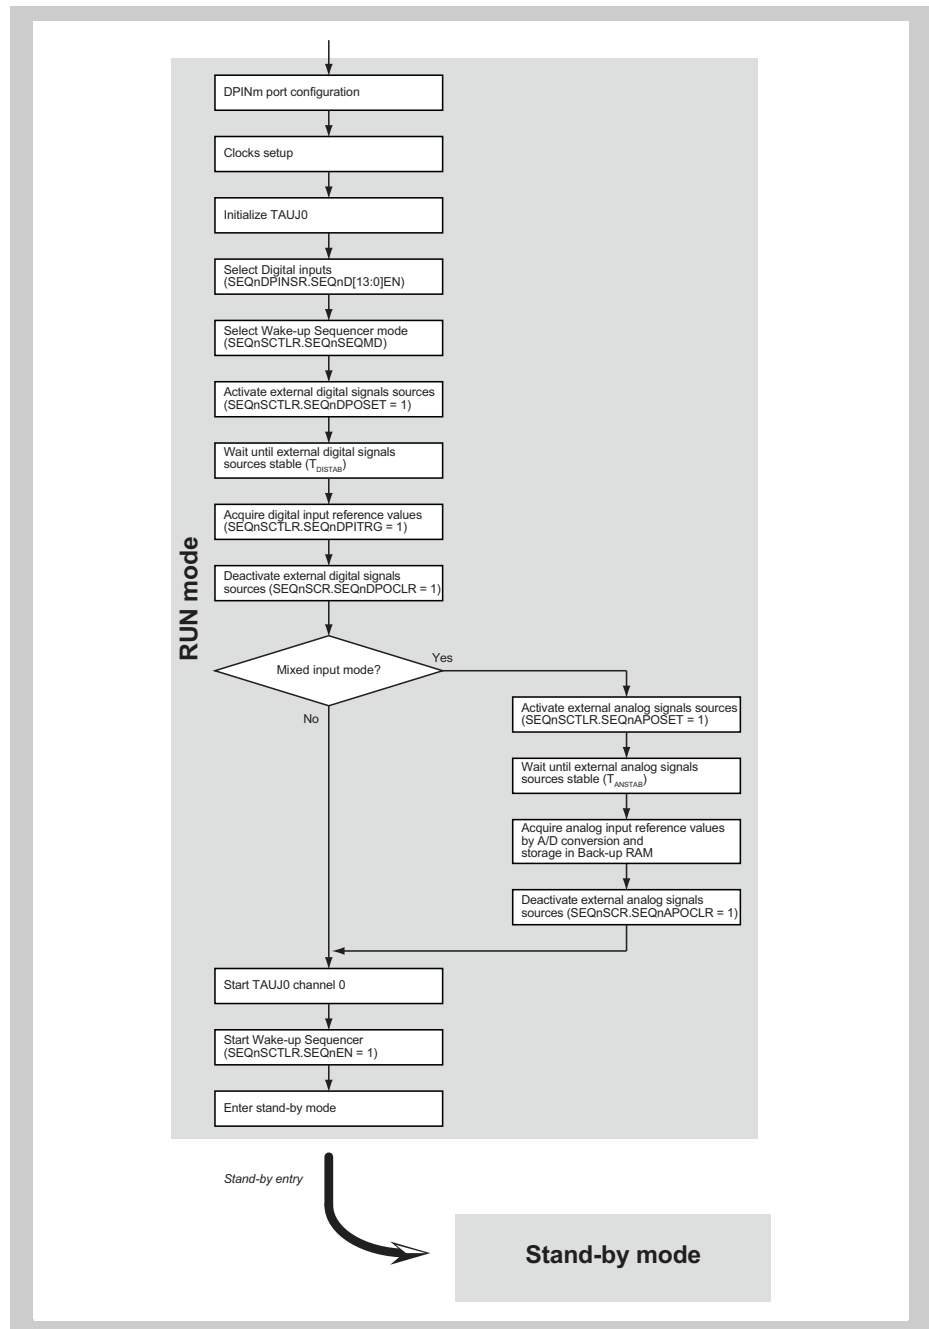 DPINm port configuration
Clocks setup
Initialize TAUJ0
Select Digital inputs
(SEQnDPINSR.SEQnD[13:0]EN)
Select Wake-up Sequencer mode
(SEQnSCTLR.SEQnSEQMD)
Activate external digital signals sources
(SEQnSCTLR.SEQnDPOSET = 1)
Wait until external digital signals
sources stable (TDISTAB)
Acquire digital input reference values
(SEQnSCTLR.SEQnDPITRG = 1)
Deactivate external digital signals
sources (SEQnSCR.SEQnDPOCLR = 1)
RUN mode
Mixed input mode?
Yes
No
Activate external analog signals sources
(SEQnSCTLR.SEQnAPOSET = 1)
Wait until external analog signals
sources stable (TANSTAB)
Acquire analog input reference values
by A/D conversion and
storage in Back-up RAM
Deactivate external analog signals
sources (SEQnSCR.SEQnAPOCLR = 1)
Start TAUJ0 channel 0
Start Wake-up Sequencer
(SEQnSCTLR.SEQnEN = 1)
Enter stand-by mode
Stand-by entry
Stand-by mode